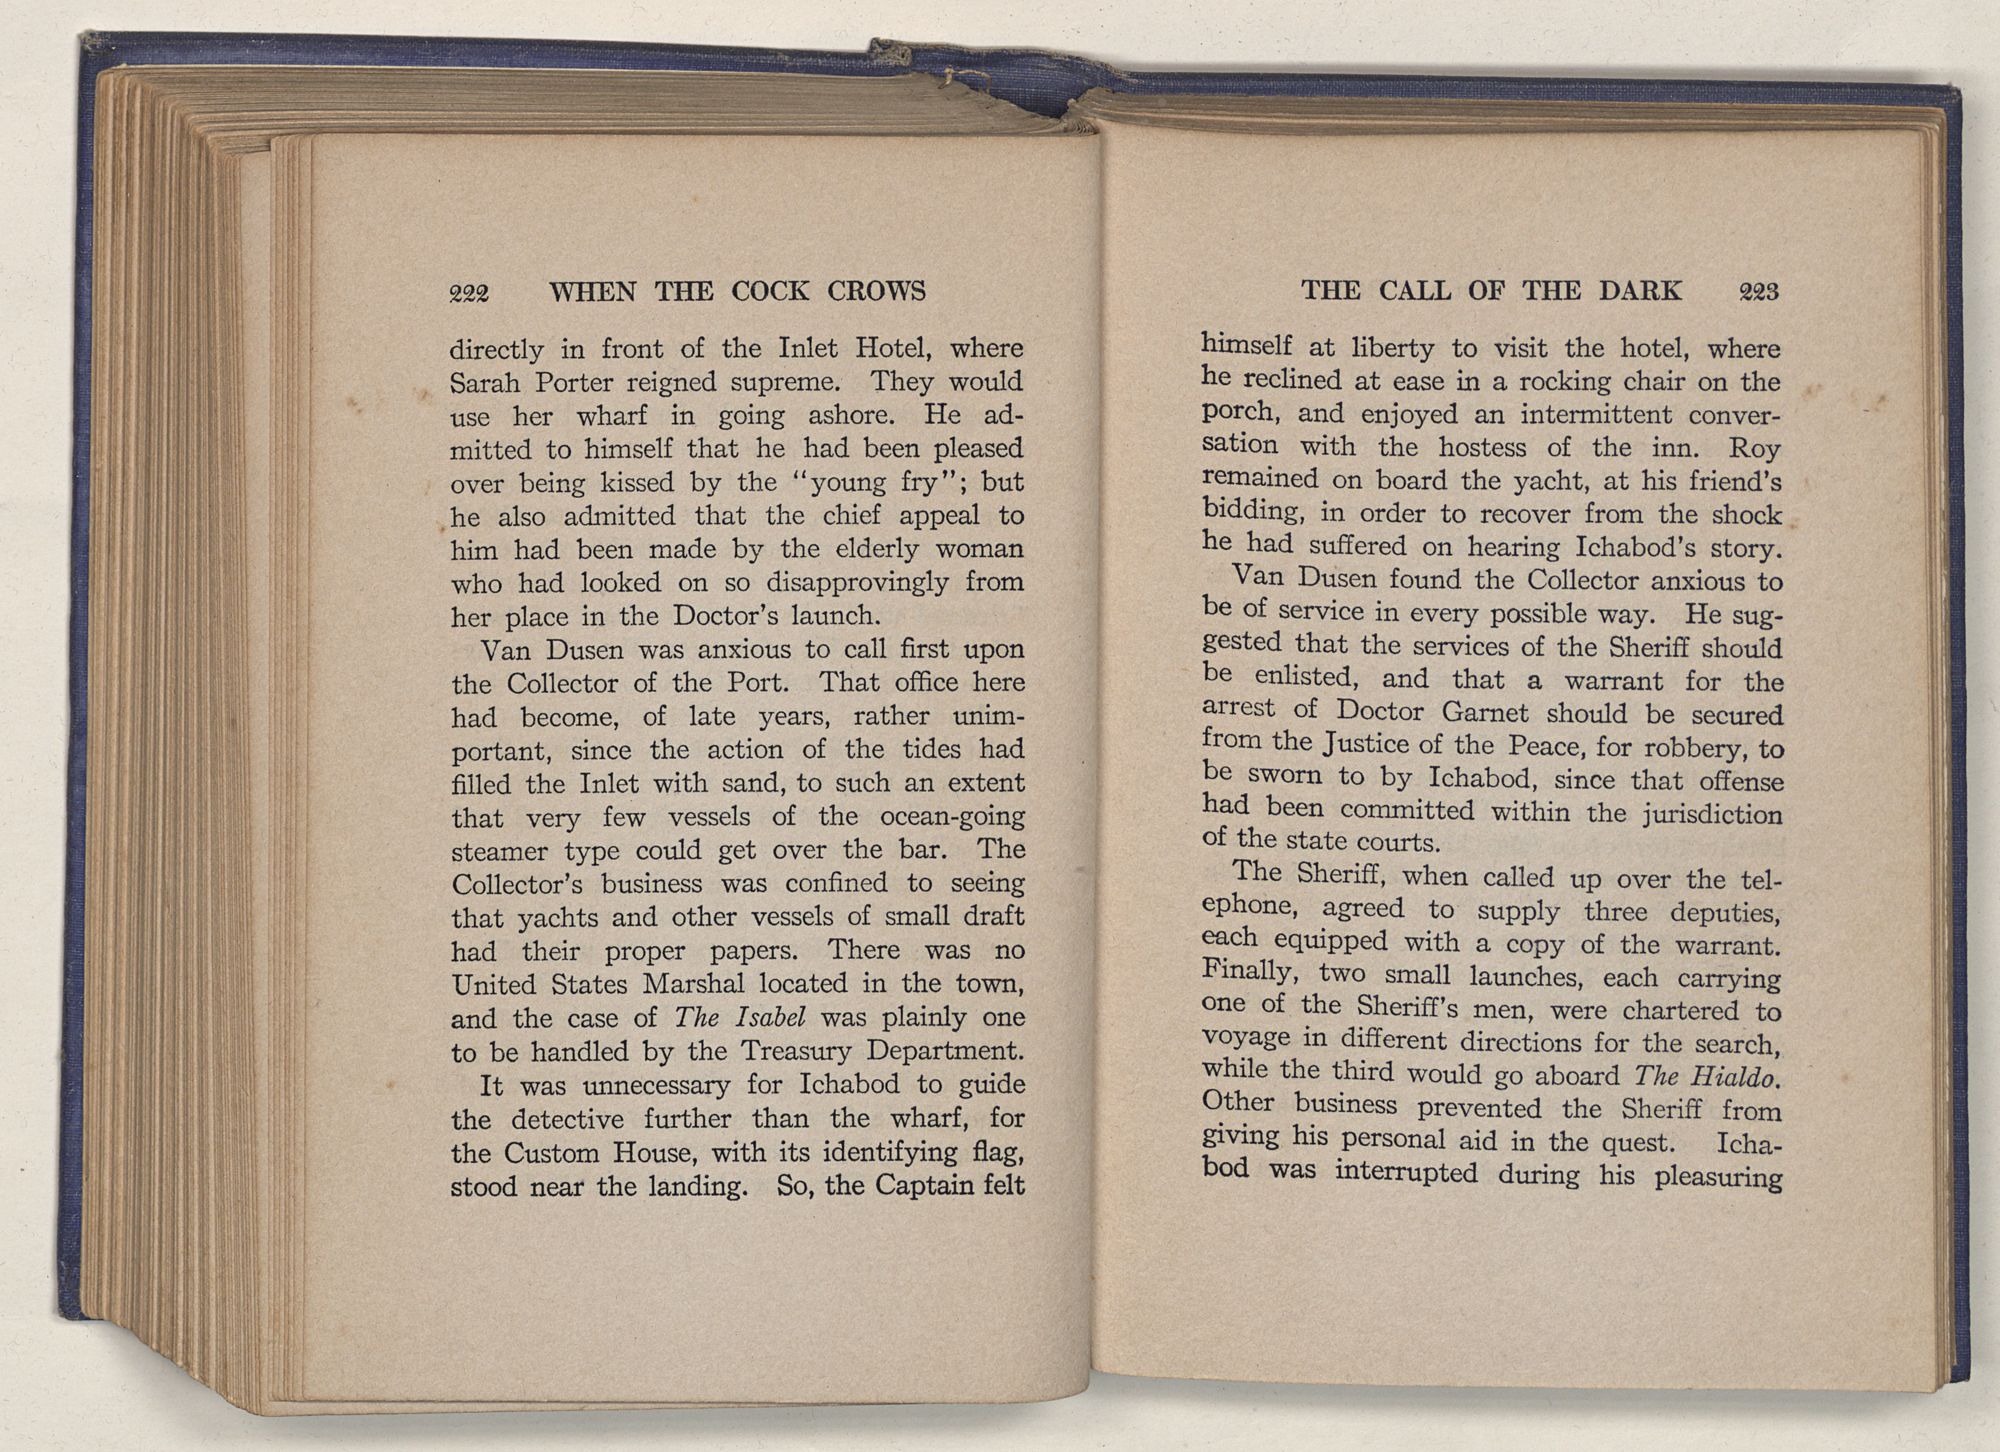 222 WHEN THE COCK CROWS
directly in front of the Inlet Hotel, where
Sarah Porter reigned supreme. They would
use her wharf in going ashore. He ad-
mitted to himself that he had been pleased
over being kissed by the “young fry”; but
he also admitted that the chief appeal to
him had been made by the elderly woman
who had looked on so disapprovingly from
her place in the Doctor's launch.
Van Dusen was anxious to call first upon
the Collector of the Port. That office here
had become, of late years, rather unim-
portant, since the action of the tides had
filled the Inlet with sand, to such an extent
that very few vessels of the ocean-going
steamer type could get over the bar. The
Collector's business was confined to seeing
that yachts and other vessels of small draft
had their proper papers. There was no
United States Marshal located in the town,
and the case of The Isabel was plainly one
to be handled by the Treasury Department.
It was unnecessary for Ichabod to guide
the detective further than the wharf, for
the Custom House, with its identifying flag,
stood near the landing. So, the Captain felt
THE CALL OF THE DARK 223
himself at liberty to visit the hotel, where
he reclined at ease in a rocking chair on the
porch, and enjoyed an intermittent conver-
sation with the hostess of the inn. Roy
remained on board the yacht, at his friend's
bidding, in order to recover from the shock
he had suffered on hearing Ichabod's story.
Van Dusen found the Collector anxious to
be of service in every possible way. He sug-
gested that the services of the Sheriff should
be enlisted, and that a warrant for the
arrest of Doctor Garnet should be secured
from the Justice of the Peace, for robbery, to
be sworn to by Ichabod, since that offense
had been committed within the jurisdiction
of the state courts.
The Sheriff, when called up over the tel-
ephone, agreed to supply three deputies,
each equipped with a copy of the warrant.
Finally, two small launches, each carrying
one of the Sheriff's men, were chartered to
voyage in different directions for the search,
while the third would go aboard The Hialdo.
Other business prevented the Sheriff from
giving his personal aid in the quest. Icha-
bod was interrupted during his pleasuring